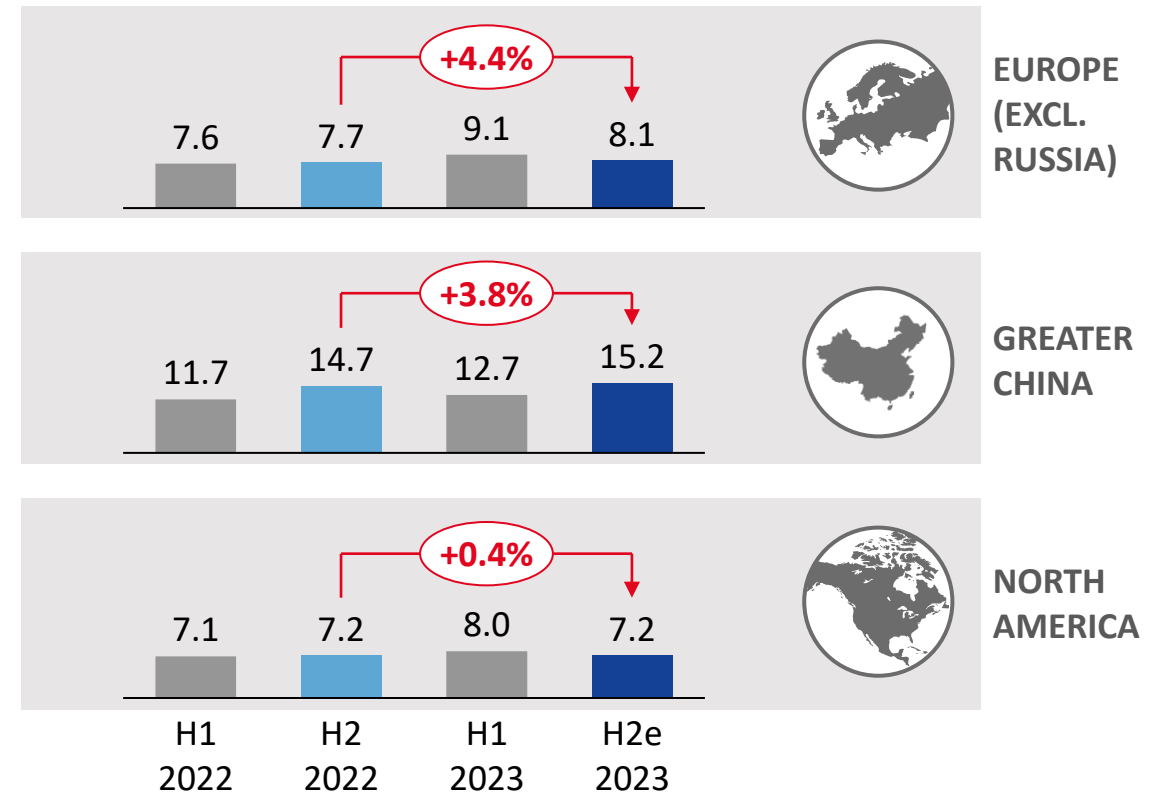 +4.4%
7.6 7.7 9.1 8.1
EUROPE
(EXCL.
RUSSIA)
+3.8%
11.7 14.7 12.7 15.2
GREATER
CHINA
+0.4%
7.1 7.2 8.0 7.2
NORTH
AMERICA
H1 H2 H1 H2e
2022 2022 2023 2023